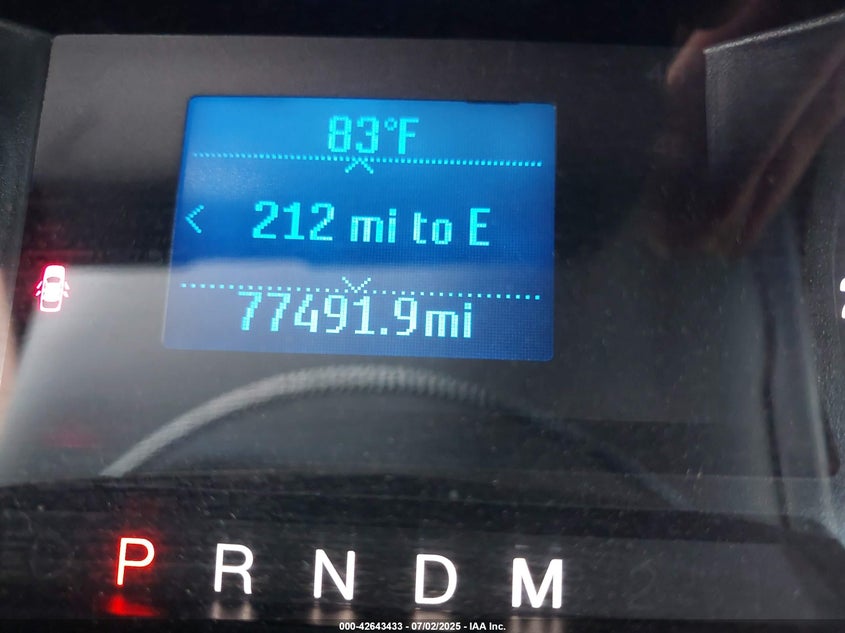 83°F
212 mi to E
77491.9mi
P R N D M
000-42643433 - 07/02/2025 - IAA Inc.